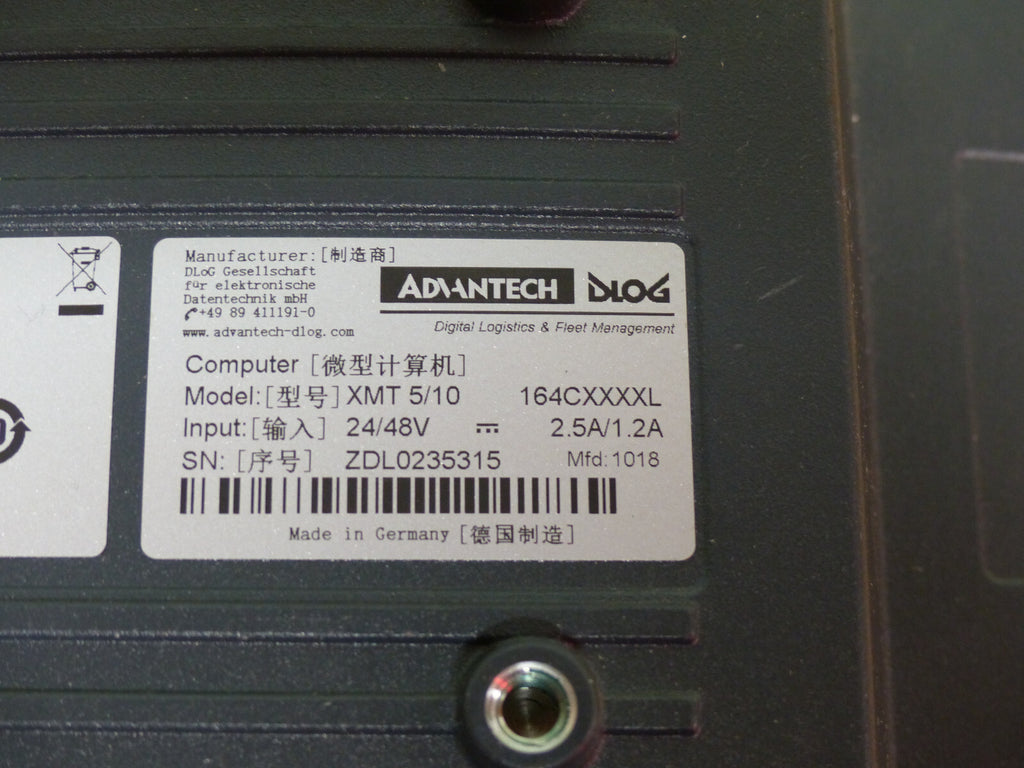 Manufacturer:[制造商]
DLoG Gesellschaft
für elektronische
Datentechnik mbH
+49 89 411191-0
www.advantech-dlog.com
ADVANTECH DLOG
Digital Logistics & Fleet Management
Computer [微型计算机]
Model:[型号] XMT 5/10 164CXXXXL
Input:[输入] 24/48V 2.5A/1.2A
SN: [序号] ZDL0235315 Mfd:1018
Made in Germany [德国制造]